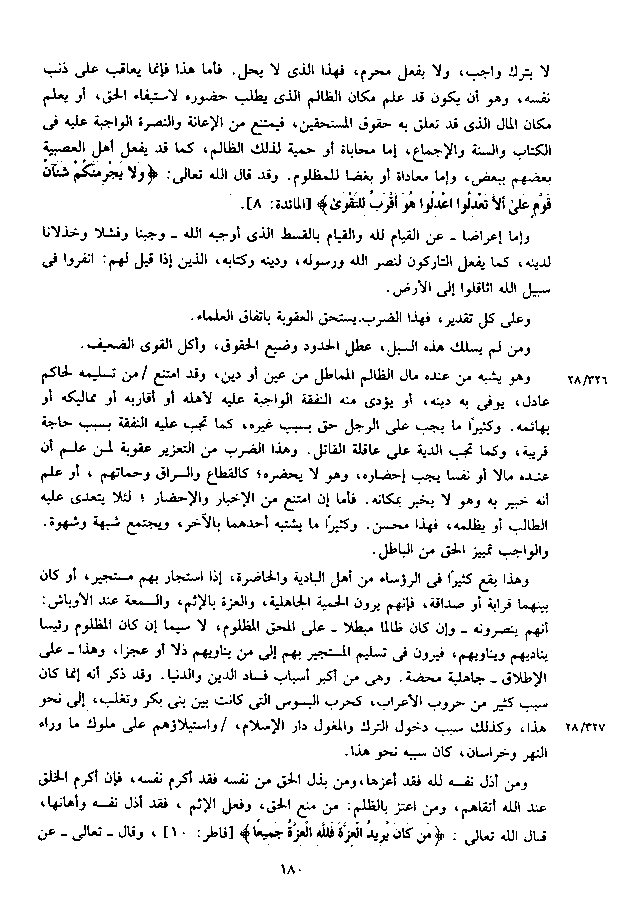 لا بترك واجب، ولا بفعل محرم، فهذا الذى لا يحل. فأما هذا فإنما يعاقب على ذنب
نفسه، وهو أن يكون قد علم مكان الظالم الذى يطلب حضوره لاستيفاء الحق، أو يعلم
مكان المال الذى قد تعلق به حقوق المستحقين، فيمتنع من الإعانة والنصرة الواجبة عليه فى
الكتاب والسنة والإجماع، إما محاباة أو حمية لذلك الظالم، كما قد يفعل أهل العصبية
بعضهم ببعض، وإما معاداة أو بغضا للمظلوم. وقد قال الله تعالى: ﴿وَلا يَجْرِمَنَّكُمْ شَنَآنُ
قَوْمٍ عَلَىٰ أَلاَّ تَعْدِلُوا اعْدِلُوا هُوَ أَقْرَبُ لِلتَّقْوَىٰ﴾ [المائدة: ٨].
وإما إعراضا ـ عن القيام لله والقيام بالقسط الذى أوجبه الله ـ وجبنا وفشلا وخذلانا
لدينه، كما يفعل التاركون لنصر الله ورسوله، ودينه وكتابه، الذين إذا قيل لهم: انفروا فى
سبيل الله اثاقلوا إلى الأرض.
وعلى كل تقدير، فهذا الضرب.يستحق العقوبة باتفاق العلماء.
ومن لم يسلك هذه السبل، عطل الحدود وضيع الحقوق، وأكل القوى الضعيف.
٢٨/٣٢٦ وهو يشبه من عنده مال الظالم المماطل من عين أو دين، وقد امتنع /من تسليمه لحاكم
عادل، يوفى به دينه، أو يؤدى منه النفقة الواجبة عليه لأهله أو أقاربه أو مماليكه أو
بهائمه. وكثيرًا ما يجب على الرجل حق بسبب غيره، كما تجب عليه النفقة بسبب حاجة
قريبة، وكما تجب الدية على عاقلة القاتل. وهذا الضرب من التعزير عقوبة لمن علم أن
عنده مالا أو نفسا يجب إحضاره، وهو لا يحضره؛ كالقطاع والسراق وحماتهم ، أو علم
أنه خبير به وهو لا يخبر بمكانه. فأما إن امتنع من الإخبار والإحضار ؛ لئلا يتعدى عليه
الطالب أو يظلمه، فهذا محسن. وكثيرًا ما يشتبه أحدهما بالآخر، ويجتمع شبهة وشهوة.
والواجب تمييز الحق من الباطل.
وهذا يقع كثيرًا فى الرؤساء من أهل البادية والحاضرة، إذا استجار بهم مستجير، أو كان
بينهما قرابة أو صداقة، فإنهم يرون الحمية الجاهلية، والعزة بالإثم، والسمعة عند الأوباش:
أنهم ينصرونه ـ وإن كان ظالما مبطلا ـ على المحق المظلوم، لا سيما إن كان المظلوم رئيسا
يناديهم ويناويهم، فيرون فى تسليم المستجير بهم إلى من يناويهم ذلا أو عجزا، وهذا ـ على
الإطلاق ـ جاهلية محضة. وهى من أكبر أسباب فساد الدين والدنيا. وقد ذكر أنه إنما كان
سبب كثير من حروب الأعراب، كحرب البسوس التى كانت بين بنى بكر وتغلب، إلى نحو
٢٨/٣٢٧ هذا، وكذلك سبب دخول الترك والمغول دار الإسلام، /واستيلاؤهم على ملوك ما وراء
النهر وخراسان، كان سببه نحو هذا.
ومن أذل نفسه لله فقد أعزها، ومن بذل الحق من نفسه فقد أكرم نفسه، فإن أكرم الخلق
عند الله أتقاهم، ومن اعتز بالظلم: من منع الحق، وفعل الإثم ، فقد أذل نفسه وأهانها،
قال الله تعالى : ﴿مَن كَانَ يُرِيدُ الْعِزَّةَ فَلِلَّهِ الْعِزَّةُ جَمِيعًا﴾ [فاطر: ١٠] ، وقال ـ تعالى ـ عن
١٨٠